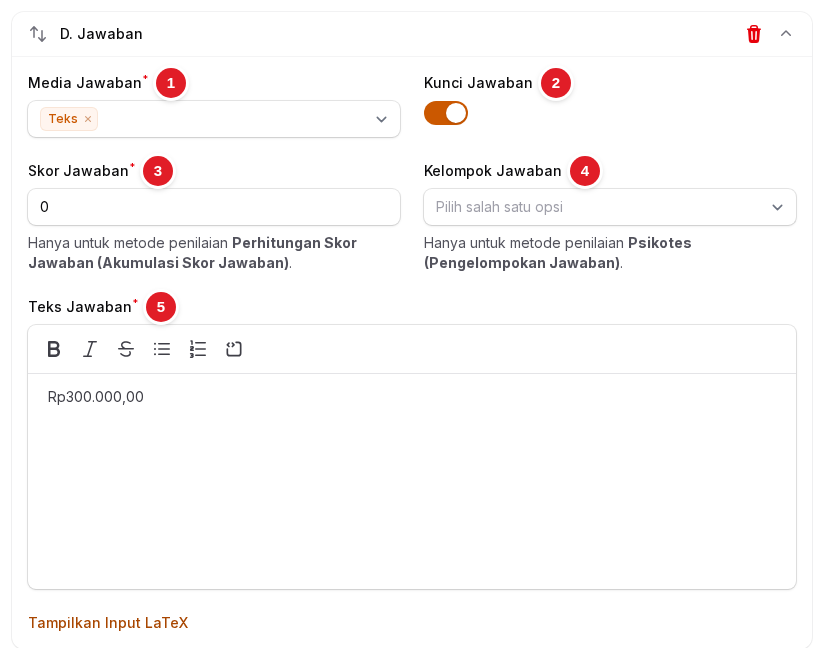 D. Jawaban
Media Jawaban* 1
Kunci Jawaban 2
Teks ×
Skor Jawaban* 3
Kelompok Jawaban 4
0
Pilih salah satu opsi
Hanya untuk metode penilaian Perhitungan Skor
Jawaban (Akumulasi Skor Jawaban).
Hanya untuk metode penilaian Psikotes
(Pengelompokan Jawaban).
Teks Jawaban* 5
Rp300.000,00
Tampilkan Input LaTeX